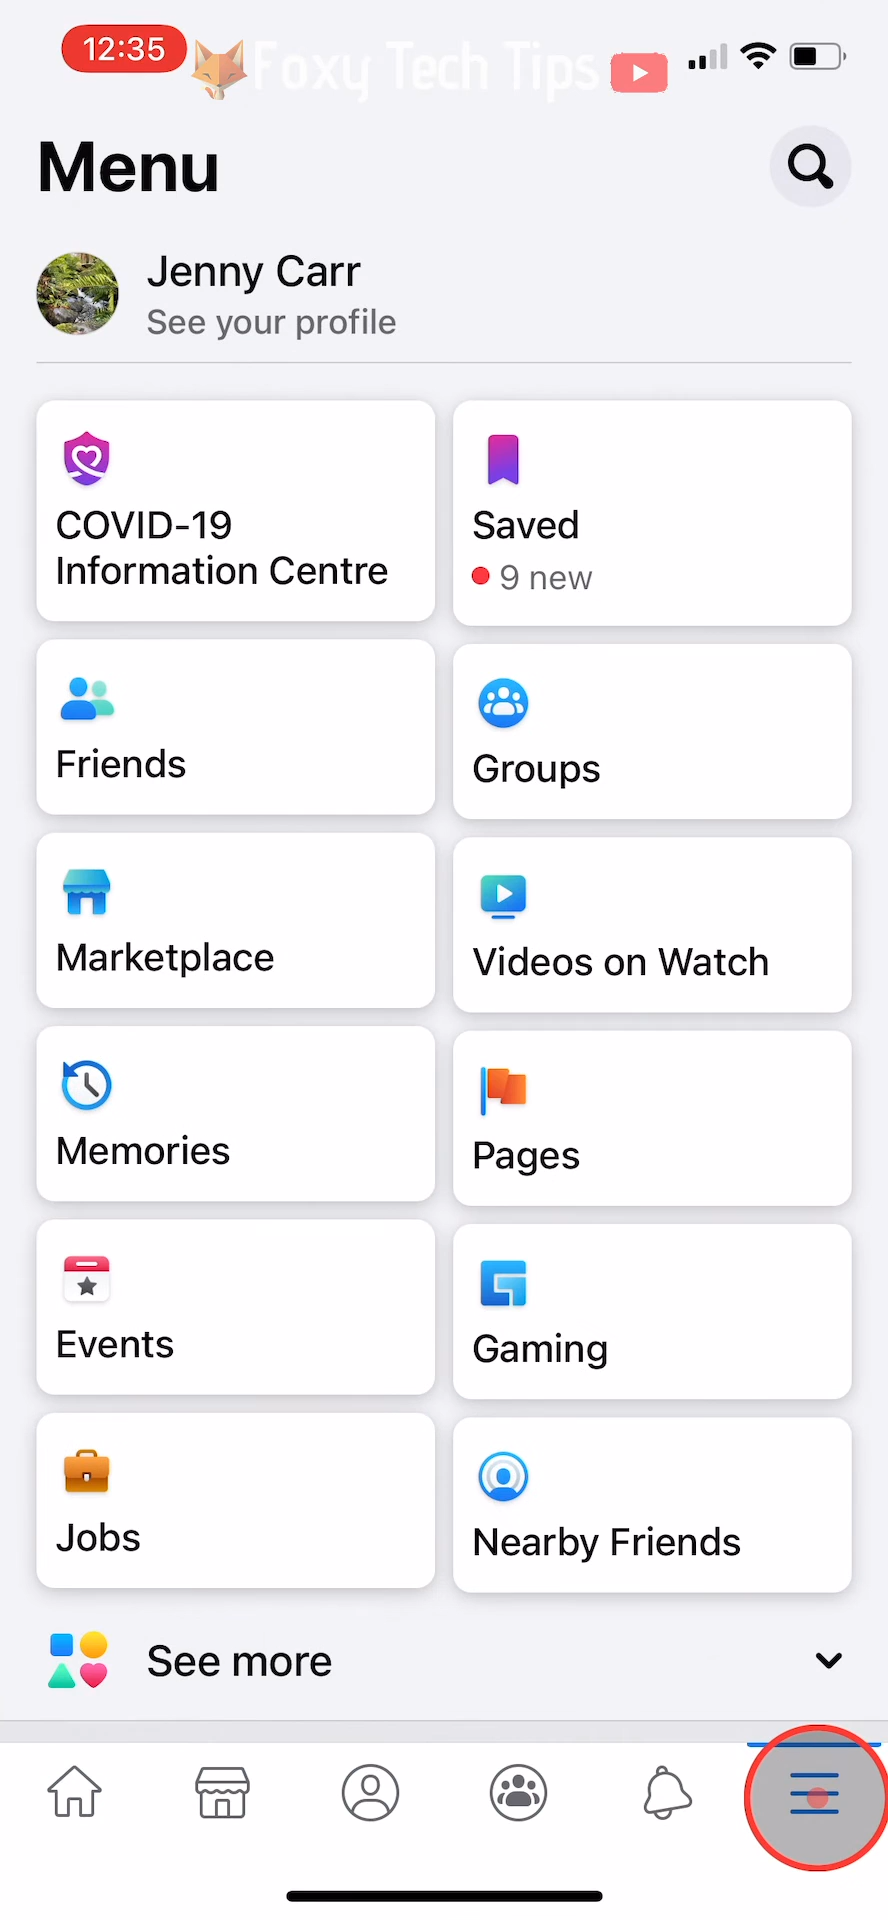 12:35
Foxy Tech Tips
Menu
Jenny Carr
See your profile
COVID-19
Information Centre
Saved
9 new
Friends
Groups
Marketplace
Videos on Watch
Memories
Pages
Events
Gaming
Jobs
Nearby Friends
See more